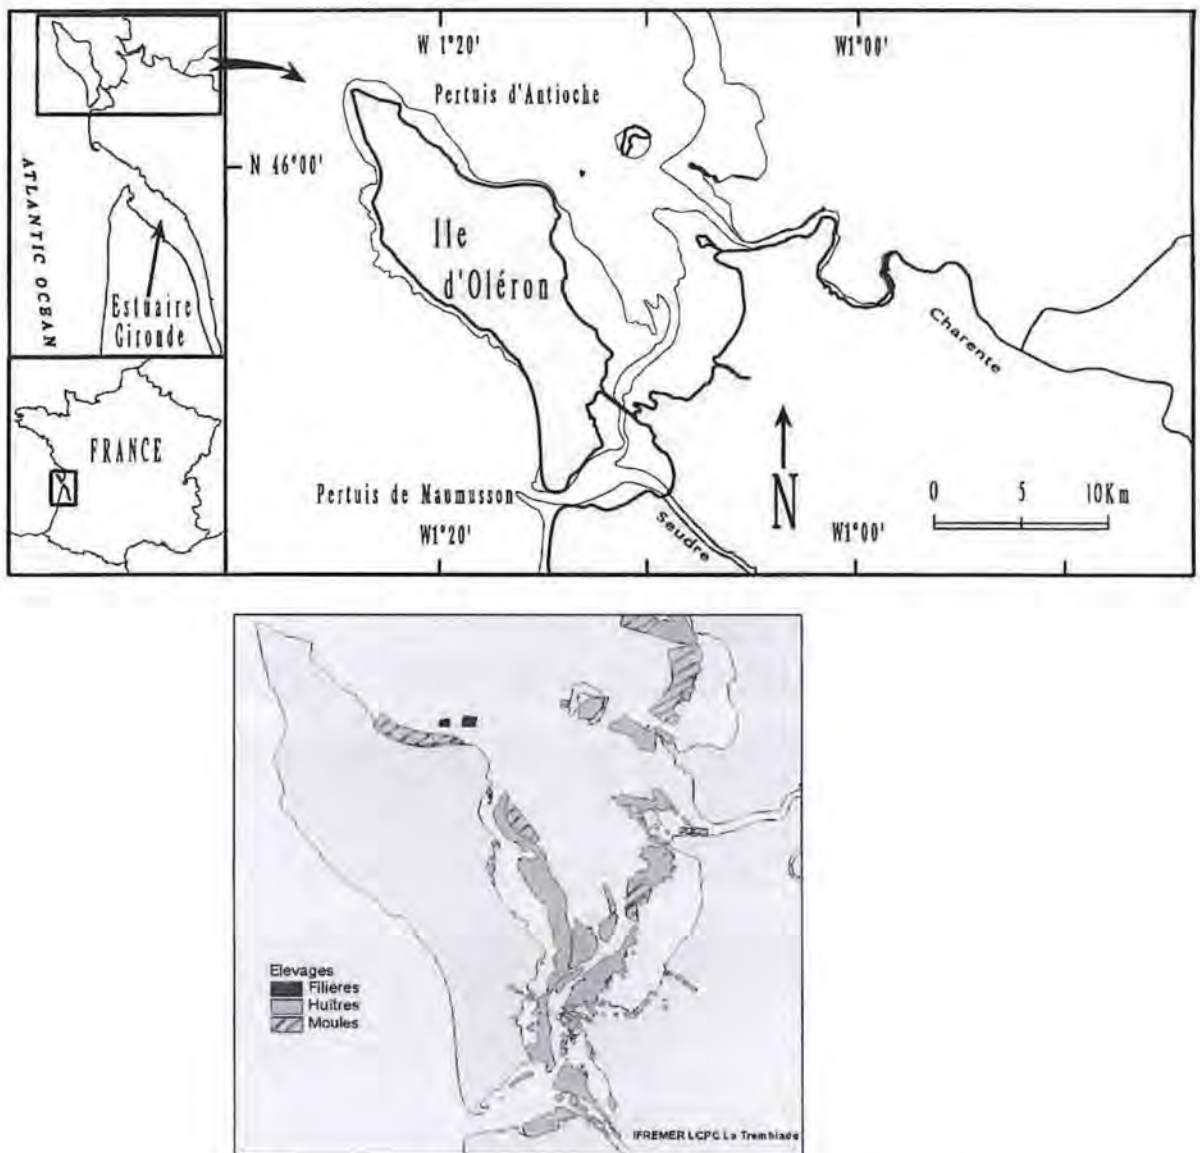 W 1°20'
W1°00'
Pertuis d'Antioche
N 46°00'
ATLANTIC OCEAN
Ile
d'Oléron
Estuaire
Gironde
Charente
FRANCE
Pertuis de Maumusson
Seudre
N
0 5 10Km
W1°20'
W1°00'
Elevages
Filières
Huîtres
Moules
IFREMER LCPC La Tremblade